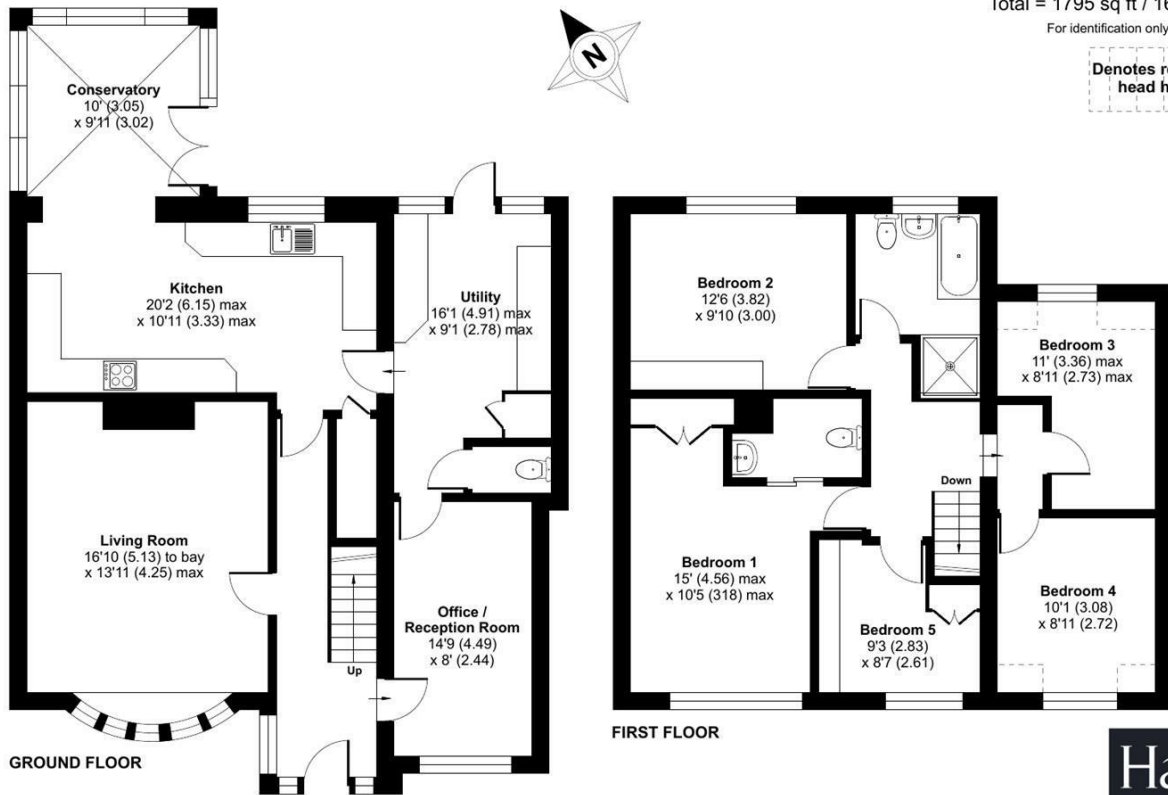 Total = 1795 sq ft / 16
For identification only
Denotes
head
N
Conservatory
10' (3.05)
x 9'11 (3.02)
Kitchen
20'2 (6.15) max
x 10'11 (3.33) max
Utility
16'1 (4.91) max
x 9'1 (2.78) max
Living Room
16'10 (5.13) to bay
x 13'11 (4.25) max
Office /
Reception Room
14'9 (4.49)
x 8' (2.44)
Up
GROUND FLOOR
Bedroom 2
12'6 (3.82)
x 9'10 (3.00)
Bedroom 3
11' (3.36) max
x 8'11 (2.73) max
Down
Bedroom 1
15' (4.56) max
x 10'5 (318) max
Bedroom 4
10'1 (3.08)
x 8'11 (2.72)
Bedroom 5
9'3 (2.83)
x 8'7 (2.61)
FIRST FLOOR
Ha